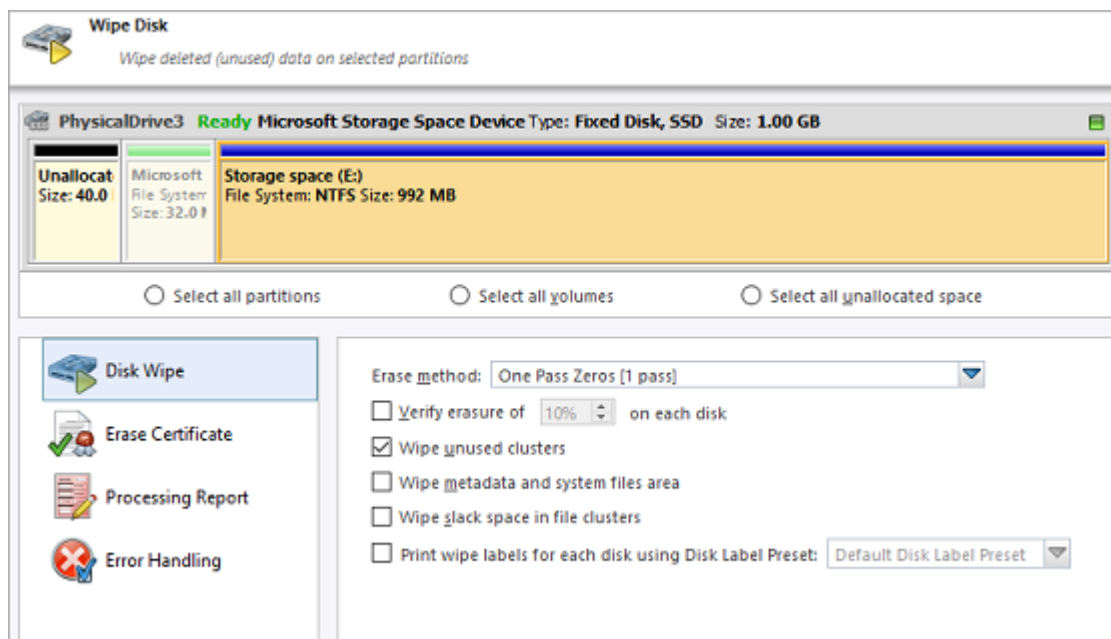 Wipe Disk
Wipe deleted (unused) data on selected partitions
PhysicalDrive3 Ready Microsoft Storage Space Device Type: Fixed Disk, SSD Size: 1.00 GB
Unallocat Microsoft Storage space (E:)
Size: 40.0 File System File System: NTFS Size: 992 MB
Size: 32.0 M
Select all partitions Select all volumes Select all unallocated space
Disk Wipe
Erase Certificate
Processing Report
Error Handling
Erase method: One Pass Zeros [1 pass]
Verify erasure of 10% on each disk
Wipe unused clusters
Wipe metadata and system files area
Wipe slack space in file clusters
Print wipe labels for each disk using Disk Label Preset: Default Disk Label Preset